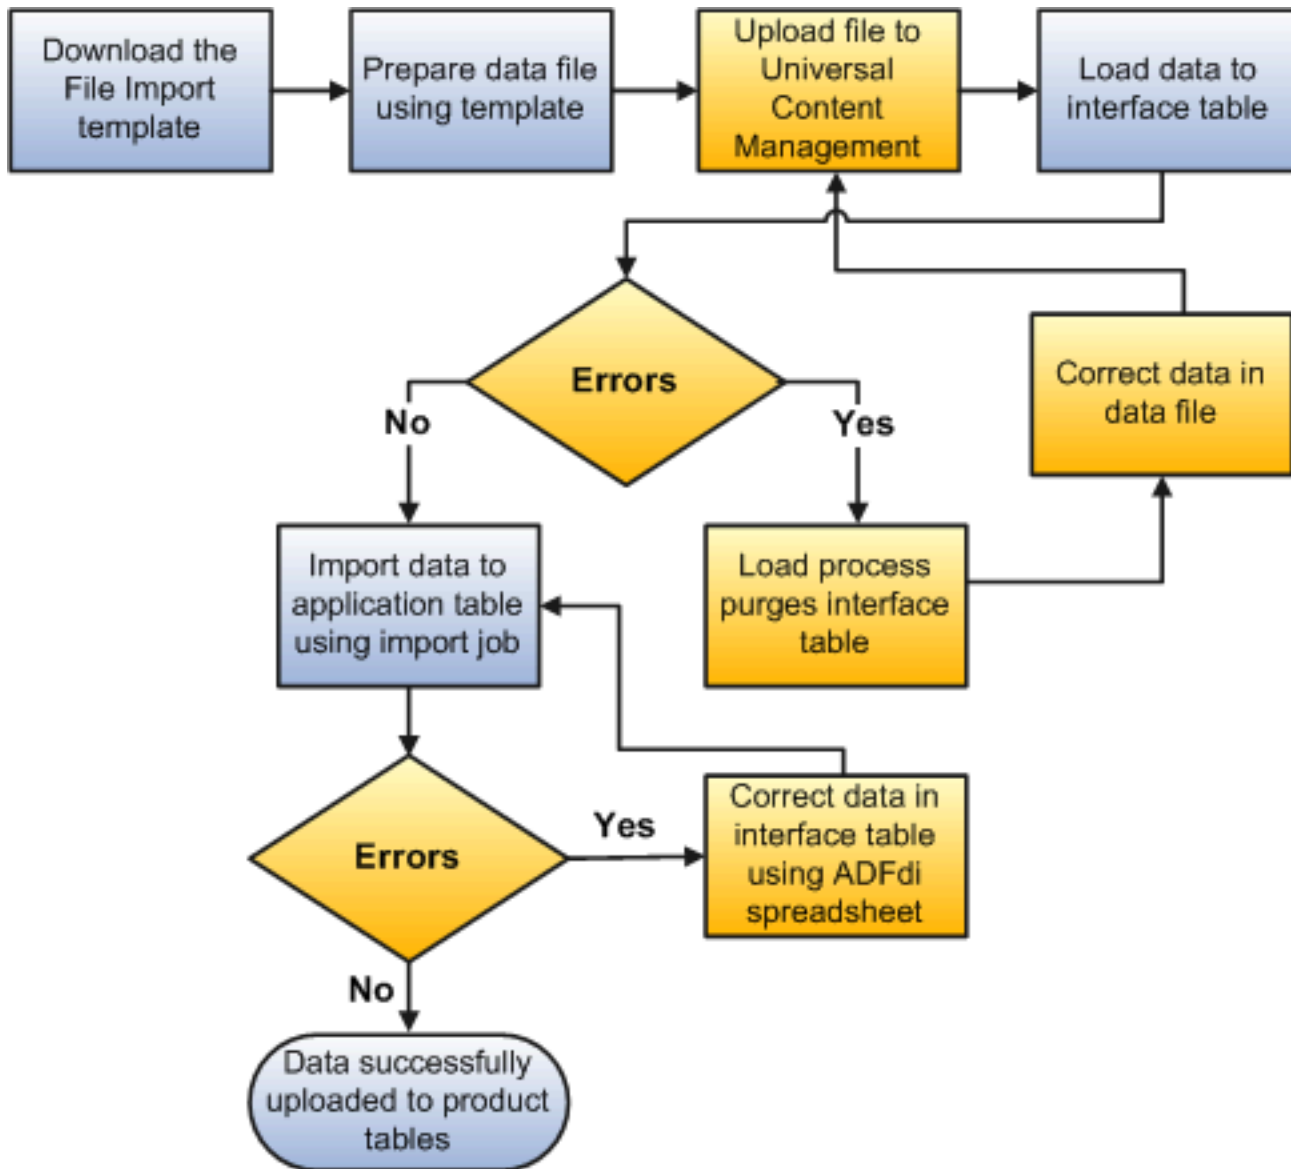 Download the
File Import
template
Prepare data file
using template
Upload file to
Universal
Content
Management
Load data to
interface table
Errors
No
Yes
Correct data in
data file
Import data to
application table
using import job
Load process
purges interface
table
Errors
Yes
Correct data in
interface table
using ADFdi
spreadsheet
No
Data successfully
uploaded to product
tables